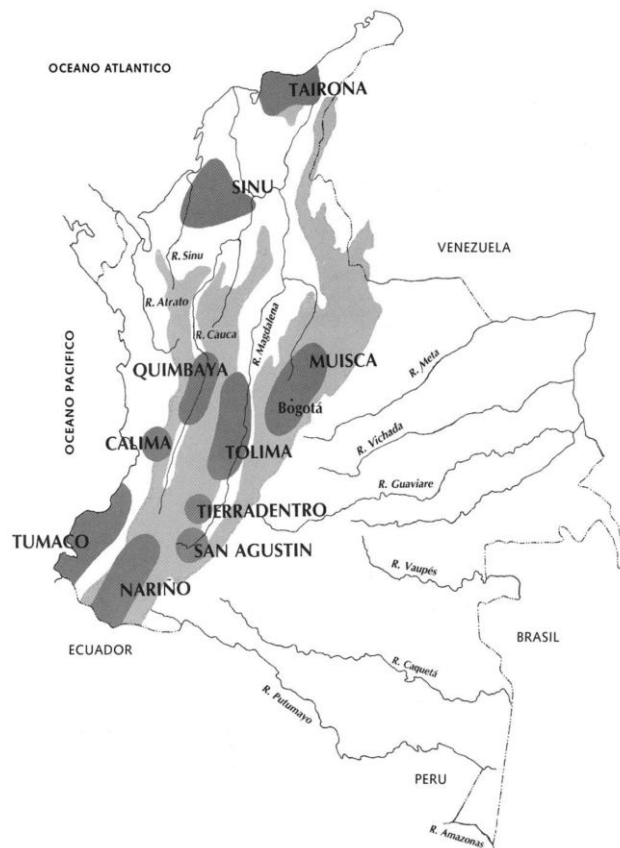 OCEANO ATLANTICO
TAIRONA
SINU
VENEZUELA
R. Sinu
R. Atrato
R. Cauca
R. Magdalena
OCEANO PACIFICO
QUIMBAYA
MUISCA
R. Meta
Bogotá
CALIMA
TOLIMA
R. Vichada
R. Guaviare
TIERRADENTRO
TUMACO
SAN AGUSTIN
NARIÑO
R. Vaupés
ECUADOR
BRASIL
R. Caquetá
R. Putumayo
PERU
R. Amazonas